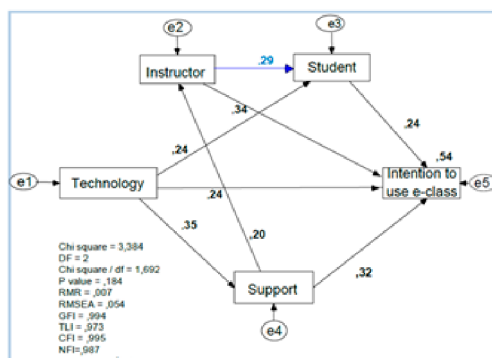 e2
e3
Instructor
,29
Student
,34
,24
,24
,54
e1
Technology
,24
Intention to
use e-class
e5
,35
,20
,32
Support
e4
Chi square = 3,384
DF = 2
Chi square / df = 1,692
P value = ,184
RMR = ,007
RMSEA = ,054
GFI = ,994
TLI = ,973
CFI = ,995
NFI=,987